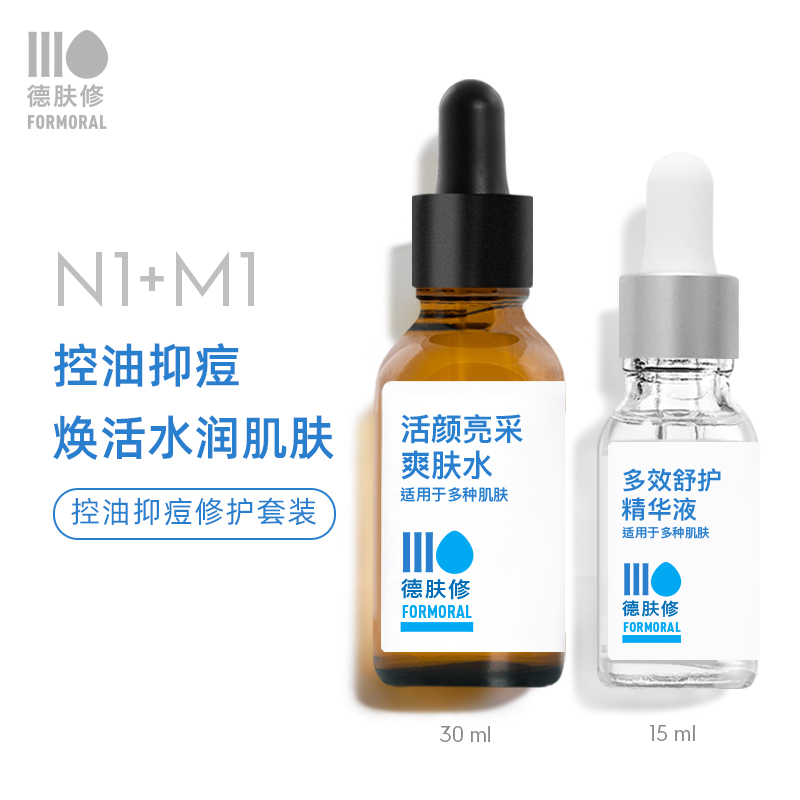 德肤修
FORMORAL
N1+M1
控油抑痘
焕活水润肌肤
控油抑痘修护套装
活颜亮采
爽肤水
适用于多种肌肤
德肤修
FORMORAL
30 ml
多效舒护
精华液
适用于多种肌肤
德肤修
FORMORAL
15 ml